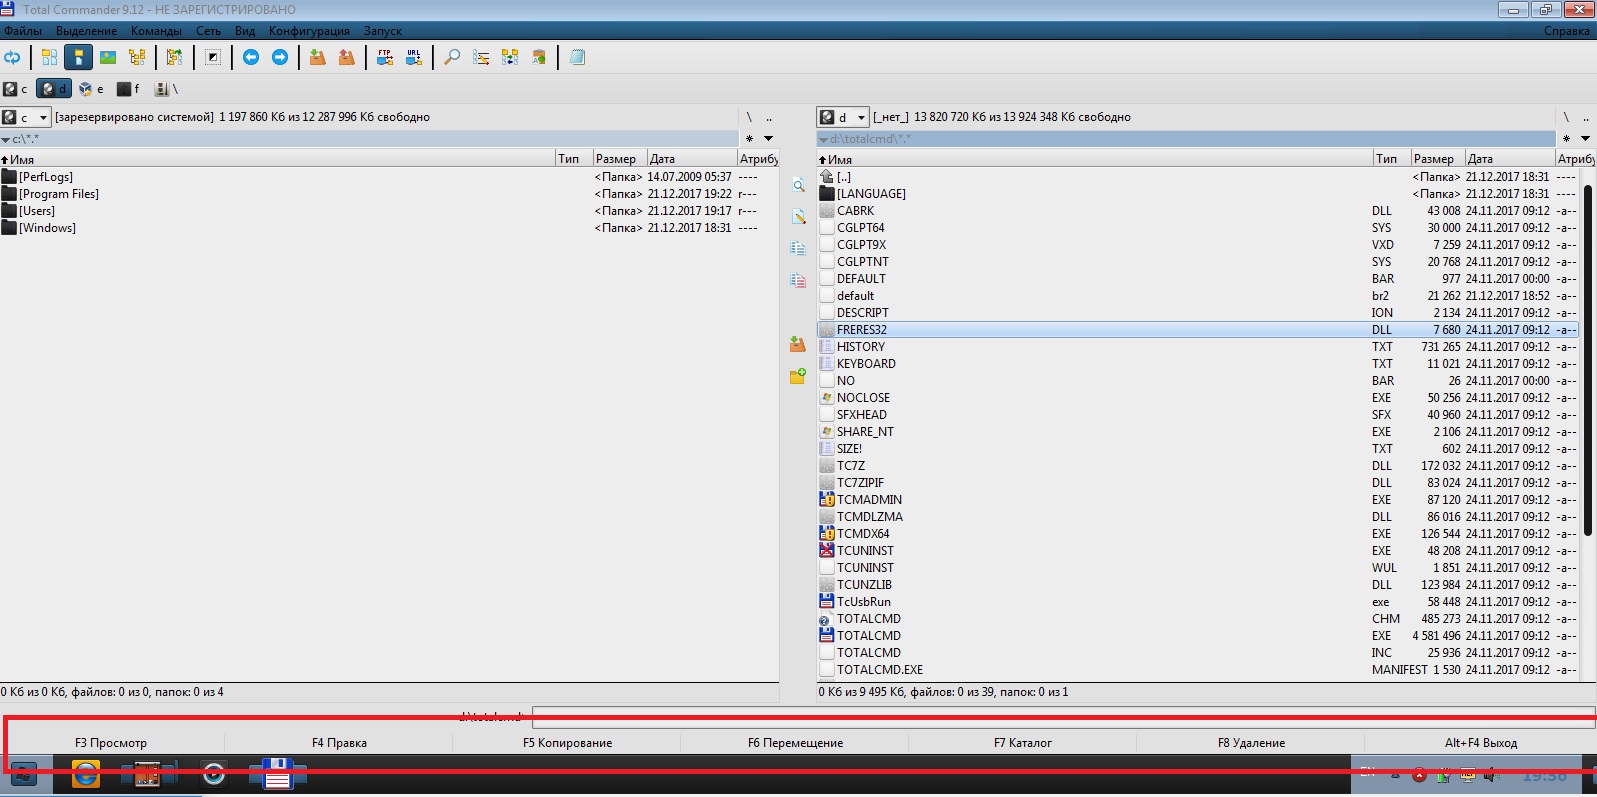 Total Commander 9.12 - НЕ ЗАРЕГИСТРИРОВАНО
Файлы Выделение Команды Сеть Вид Конфигурация Запуск Справка
FTP URL
c d e f \
c [зарезервировано системой] 1 197 860 Кб из 12 287 996 Кб свободно \ ..
c:\*.* * 
Имя Тип Размер Дата Атрибу
[PerfLogs] <Папка> 14.07.2009 05:37 ----
[Program Files] <Папка> 21.12.2017 19:22 r---
[Users] <Папка> 21.12.2017 19:17 r---
[Windows] <Папка> 21.12.2017 18:31 ----
0 Кб из 0 Кб, файлов: 0 из 0, папок: 0 из 4
d [_нет_] 13 820 720 Кб из 13 924 348 Кб свободно \ ..
d:\totalcmd\*.* *
Имя Тип Размер Дата Атрибу
[..] <Папка> 21.12.2017 18:31 ----
[LANGUAGE] <Папка> 21.12.2017 18:31 ----
CABRK DLL 43 008 24.11.2017 09:12 -a--
CGLPT64 SYS 30 000 24.11.2017 09:12 -a--
CGLPT9X VXD 7 259 24.11.2017 09:12 -a--
CGLPTNT SYS 20 768 24.11.2017 09:12 -a--
DEFAULT BAR 977 24.11.2017 00:00 -a--
default br2 21 262 21.12.2017 18:52 -a--
DESCRIPT ION 2 134 24.11.2017 09:12 -a--
FRERES32 DLL 7 680 24.11.2017 09:12 -a--
HISTORY TXT 731 265 24.11.2017 09:12 -a--
KEYBOARD TXT 11 021 24.11.2017 09:12 -a--
NO BAR 26 24.11.2017 00:00 -a--
NOCLOSE EXE 50 256 24.11.2017 09:12 -a--
SFXHEAD SFX 40 960 24.11.2017 09:12 -a--
SHARE_NT EXE 2 106 24.11.2017 09:12 -a--
SIZE! TXT 602 24.11.2017 09:12 -a--
TC7Z DLL 172 032 24.11.2017 09:12 -a--
TC7ZIPIF DLL 83 024 24.11.2017 09:12 -a--
TCMADMIN EXE 87 120 24.11.2017 09:12 -a--
TCMDLZMA DLL 86 016 24.11.2017 09:12 -a--
TCMDX64 EXE 126 544 24.11.2017 09:12 -a--
TCUNINST EXE 48 208 24.11.2017 09:12 -a--
TCUNINST WUL 1 851 24.11.2017 09:12 -a--
TCUNZLIB DLL 123 984 24.11.2017 09:12 -a--
TcUsbRun exe 58 448 24.11.2017 09:12 -a--
TOTALCMD CHM 485 273 24.11.2017 09:12 -a--
TOTALCMD EXE 4 581 496 24.11.2017 09:12 -a--
TOTALCMD INC 25 936 24.11.2017 09:12 -a--
TOTALCMD.EXE MANIFEST 1 530 24.11.2017 09:12 -a--
0 Кб из 9 495 Кб, файлов: 0 из 39, папок: 0 из 1
F3 Просмотр F4 Правка F5 Копирование F6 Перемещение F7 Каталог F8 Удаление Alt+F4 Выход
19:56